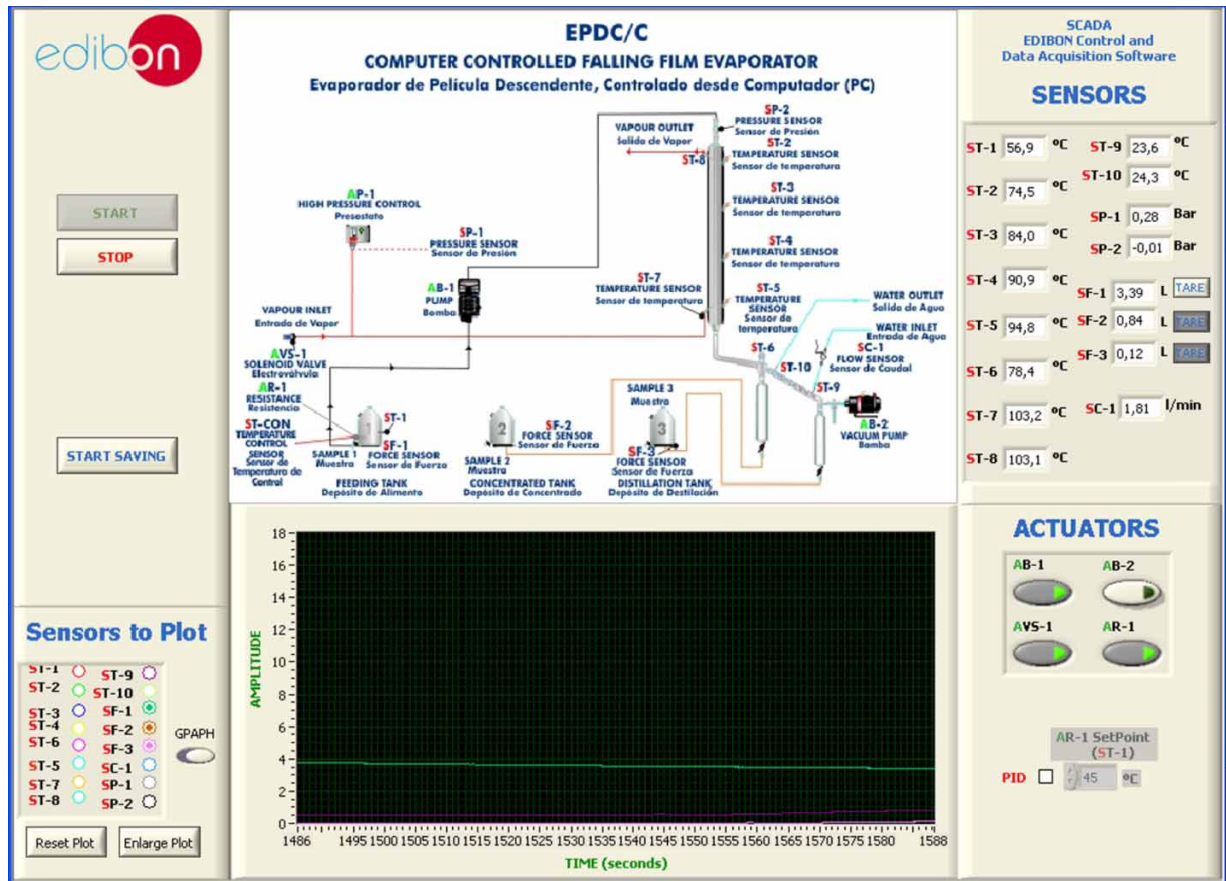 edibon
START
STOP
START SAVING
EPDC/C
COMPUTER CONTROLLED FALLING FILM EVAPORATOR
Evaporador de Película Descendente, Controlado desde Computador (PC)
SP-2
PRESSURE SENSOR
Sensor de Presión
VAPOUR OUTLET
Salida de Vapor
ST-8
ST-2
TEMPERATURE SENSOR
Sensor de temperatura
ST-3
TEMPERATURE SENSOR
Sensor de temperatura
ST-4
TEMPERATURE SENSOR
Sensor de temperatura
AP-1
HIGH PRESSURE CONTROL
Presostato
SP-1
PRESSURE SENSOR
Sensor de Presión
AB-1
PUMP
Bomba
ST-7
TEMPERATURE SENSOR
Sensor de temperatura
ST-5
TEMPERATURE
SENSOR
Sensor de
temperatura
WATER OUTLET
Salida de Agua
WATER INLET
Entrada de Agua
SC-1
FLOW SENSOR
Sensor de Caudal
VAPOUR INLET
Entrada de Vapor
AVS-1
SOLENOID VALVE
Electroválvula
AR-1
RESISTANCE
Resistencia
ST-CON
TEMPERATURE
CONTROL
SENSOR
Sensor de
Temperatura de
Control
ST-6
ST-10
ST-9
AB-2
VACUUM PUMP
Bomba
1
ST-1
SF-1
FORCE SENSOR
Sensor de Fuerza
SAMPLE 1
Muestra
FEEDING TANK
Depósito de Alimento
2
SF-2
FORCE SENSOR
Sensor de Fuerza
SAMPLE 2
Muestra
CONCENTRATED TANK
Depósito de Concentrado
SAMPLE 3
Muestra
3
SF-3
FORCE SENSOR
Sensor de Fuerza
DISTILLATION TANK
Depósito de Destilación
SCADA
EDIBON Control and
Data Acquisition Software
SENSORS
ST-1 56,9 ºC
ST-2 74,5 ºC
ST-3 84,0 ºC
ST-4 90,9 ºC
ST-5 94,8 ºC
ST-6 78,4 ºC
ST-7 103,2 ºC
ST-8 103,1 ºC
ST-9 23,6 ºC
ST-10 24,3 ºC
SP-1 0,28 Bar
SP-2 -0,01 Bar
SF-1 3,39 L TARE
SF-2 0,84 L TARE
SF-3 0,12 L TARE
SC-1 1,81 l/min
Sensors to Plot
ST-1
ST-2
ST-3
ST-4
ST-6
ST-5
ST-7
ST-8
ST-9
ST-10
SF-1
SF-2
SF-3
SC-1
SP-1
SP-2
GPAPH
Reset Plot
Enlarge Plot
AMPLITUDE
18
16
14
12
10
8
6
4
2
0
1486 1495 1500 1505 1510 1515 1520 1525 1530 1535 1540 1545 1550 1555 1560 1565 1570 1575 1580 1588
TIME (seconds)
ACTUATORS
AB-1
AB-2
AVS-1
AR-1
AR-1 SetPoint
(ST-1)
PID 45 ºC